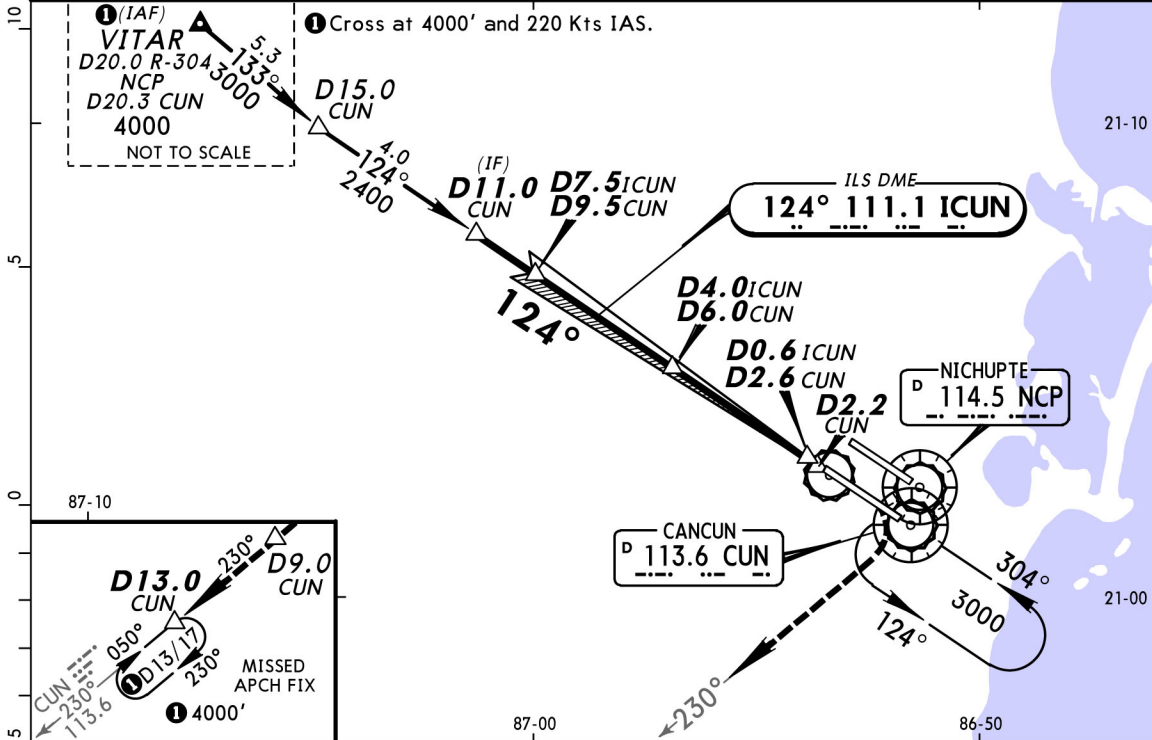 10
❶(IAF)
VITAR
D20.0 R-304
NCP
D20.3 CUN
4000
NOT TO SCALE
❶Cross at 4000' and 220 Kts IAS.
5.3
133°
3000
D15.0
CUN
4.0
124°
2400
(IF)
D11.0
CUN
D7.5ICUN
D9.5CUN
ILS DME
124° 111.1 ICUN
21-10
5
124°
D4.0ICUN
D6.0CUN
D0.6 ICUN
D2.6 CUN
D2.2
CUN
NICHUPTE
D 114.5 NCP
0
87-10
CANCUN
D 113.6 CUN
304°
3000
124°
21-00
230°
D9.0
CUN
D13.0
CUN
050°
❶D13/17
230°
MISSED
APCH FIX
CUN
230°
113.6
❶ 4000'
230°
5
87-00
86-50